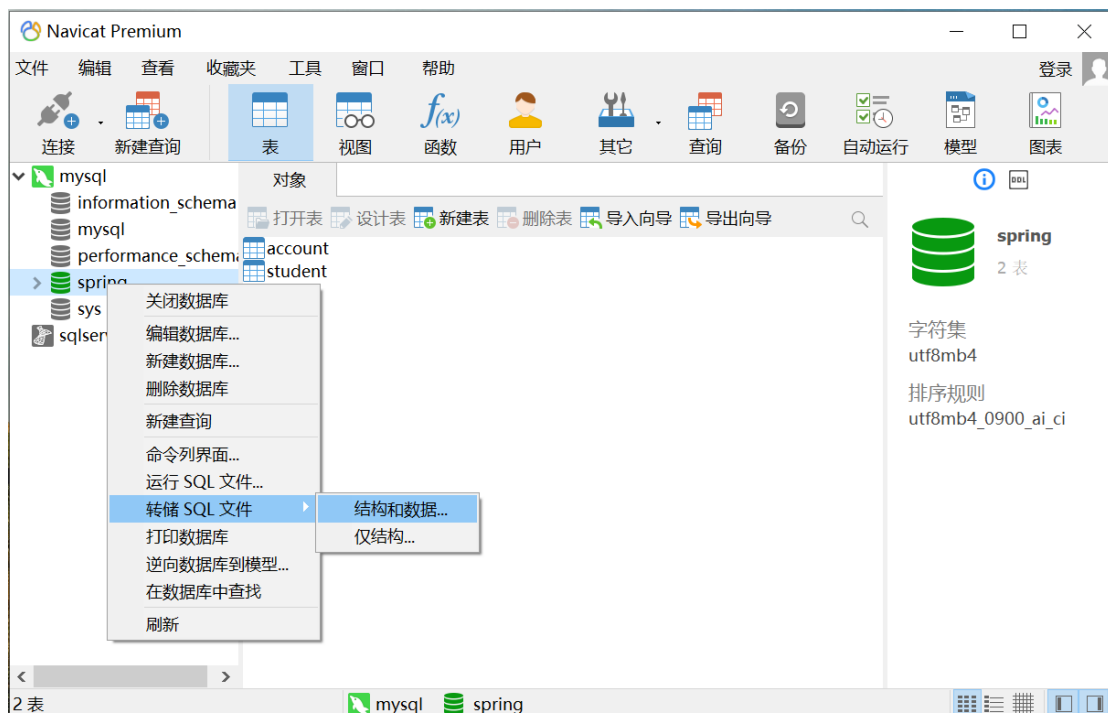 Navicat Premium
文件 编辑 查看 收藏夹 工具 窗口 帮助 登录
连接 新建查询 表 视图 函数 用户 其它 查询 备份 自动运行 模型 图表
f(x)
mysql
information_schema
mysql
performance_schema
spring
sys
sqlser
对象
打开表 设计表 新建表 删除表 导入向导 导出向导
account
student
关闭数据库
编辑数据库...
新建数据库...
删除数据库
新建查询
命令列界面...
运行 SQL 文件...
转储 SQL 文件
打印数据库
逆向数据库到模型...
在数据库中查找
刷新
结构和数据...
仅结构...
DDL
spring
2 表
字符集
utf8mb4
排序规则
utf8mb4_0900_ai_ci
2 表 mysql spring